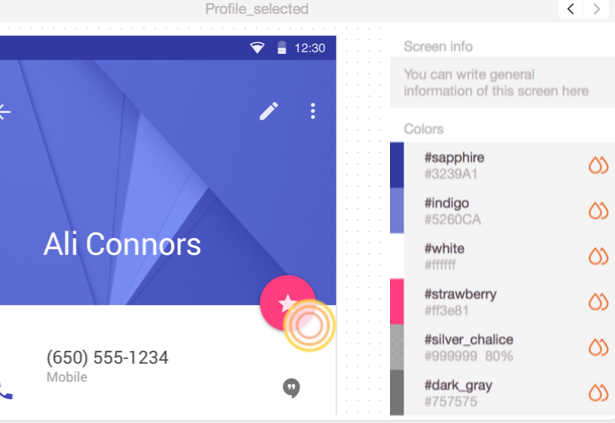 Profile_selected
12:30
Ali Connors
(650) 555-1234
Mobile
Screen info
You can write general
information of this screen here
Colors
#sapphire
#3239A1
#indigo
#5260CA
#white
#ffffff
#strawberry
#ff3e81
#silver_chalice
#999999 80%
#dark_gray
#757575